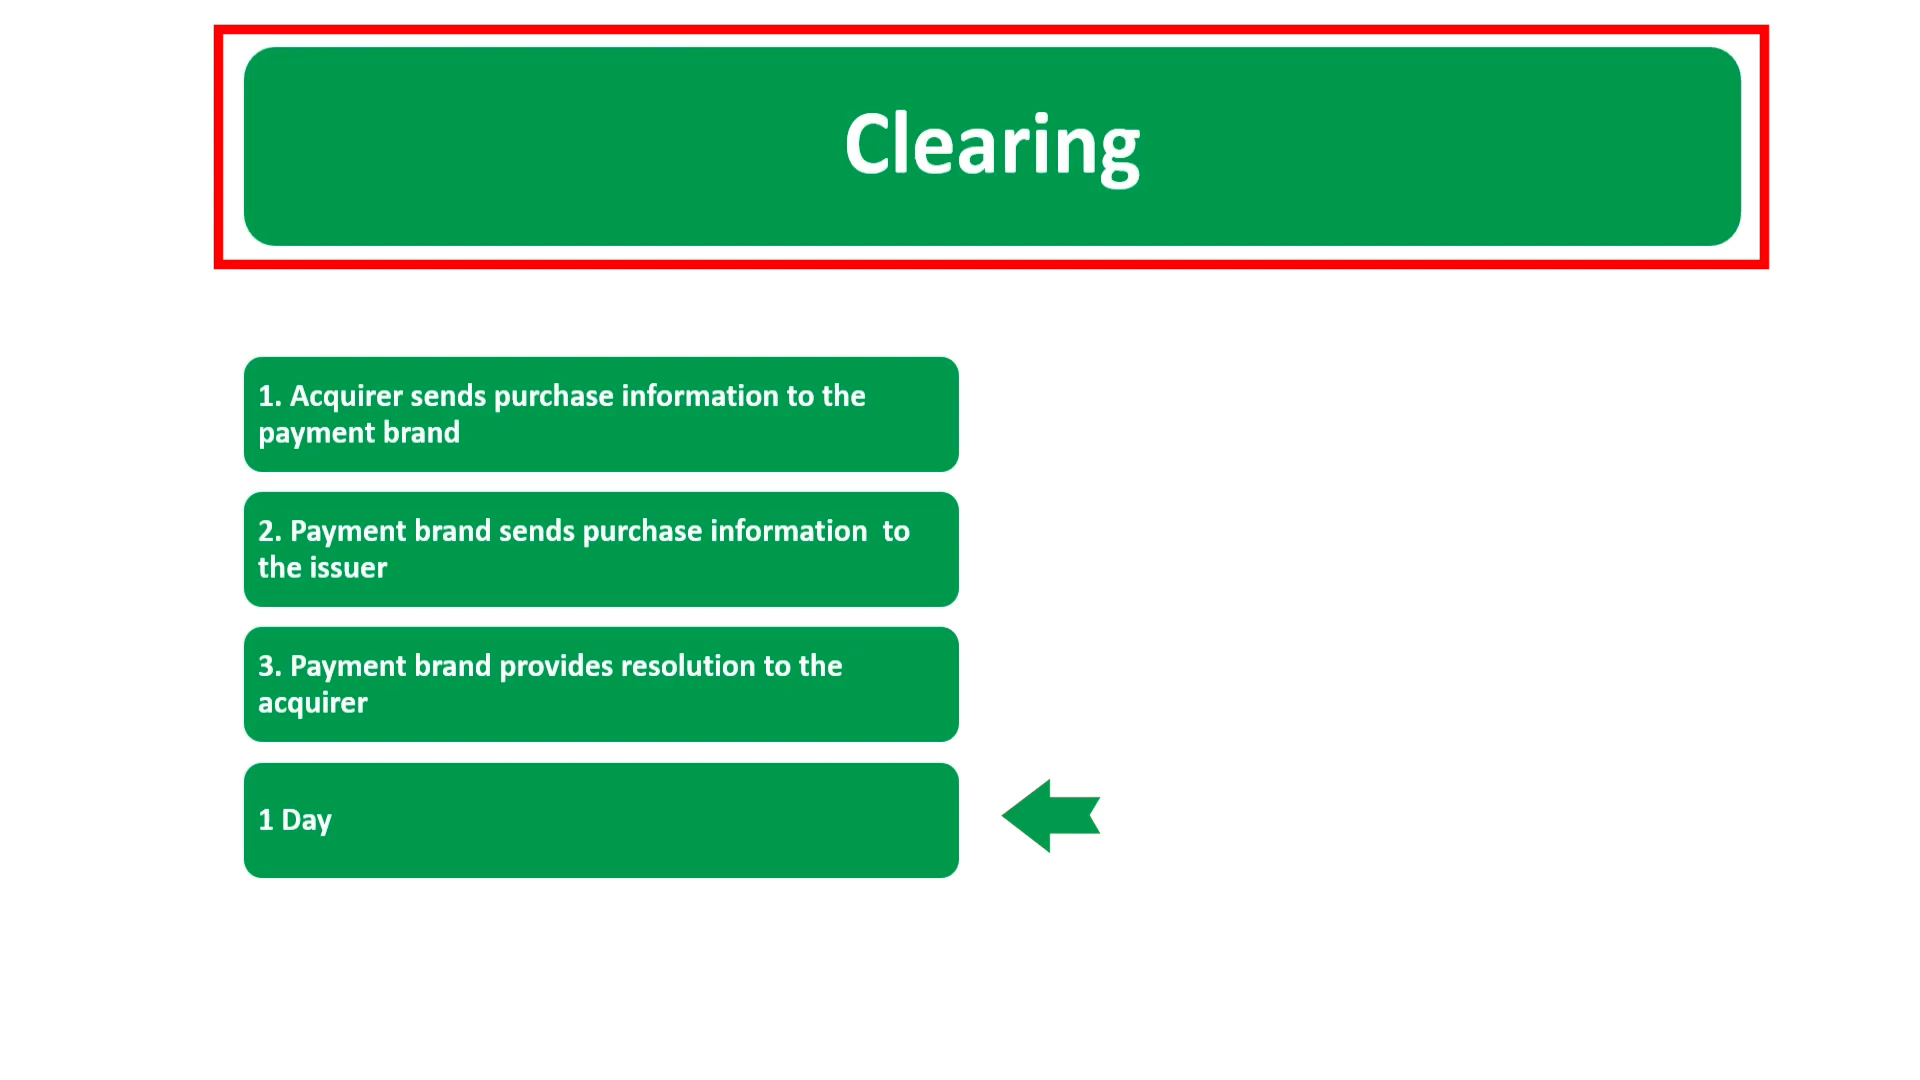 Clearing
1. Acquirer sends purchase information to the
payment brand
2. Payment brand sends purchase information  to
the issuer
3. Payment brand provides resolution to the
acquirer
1 Day